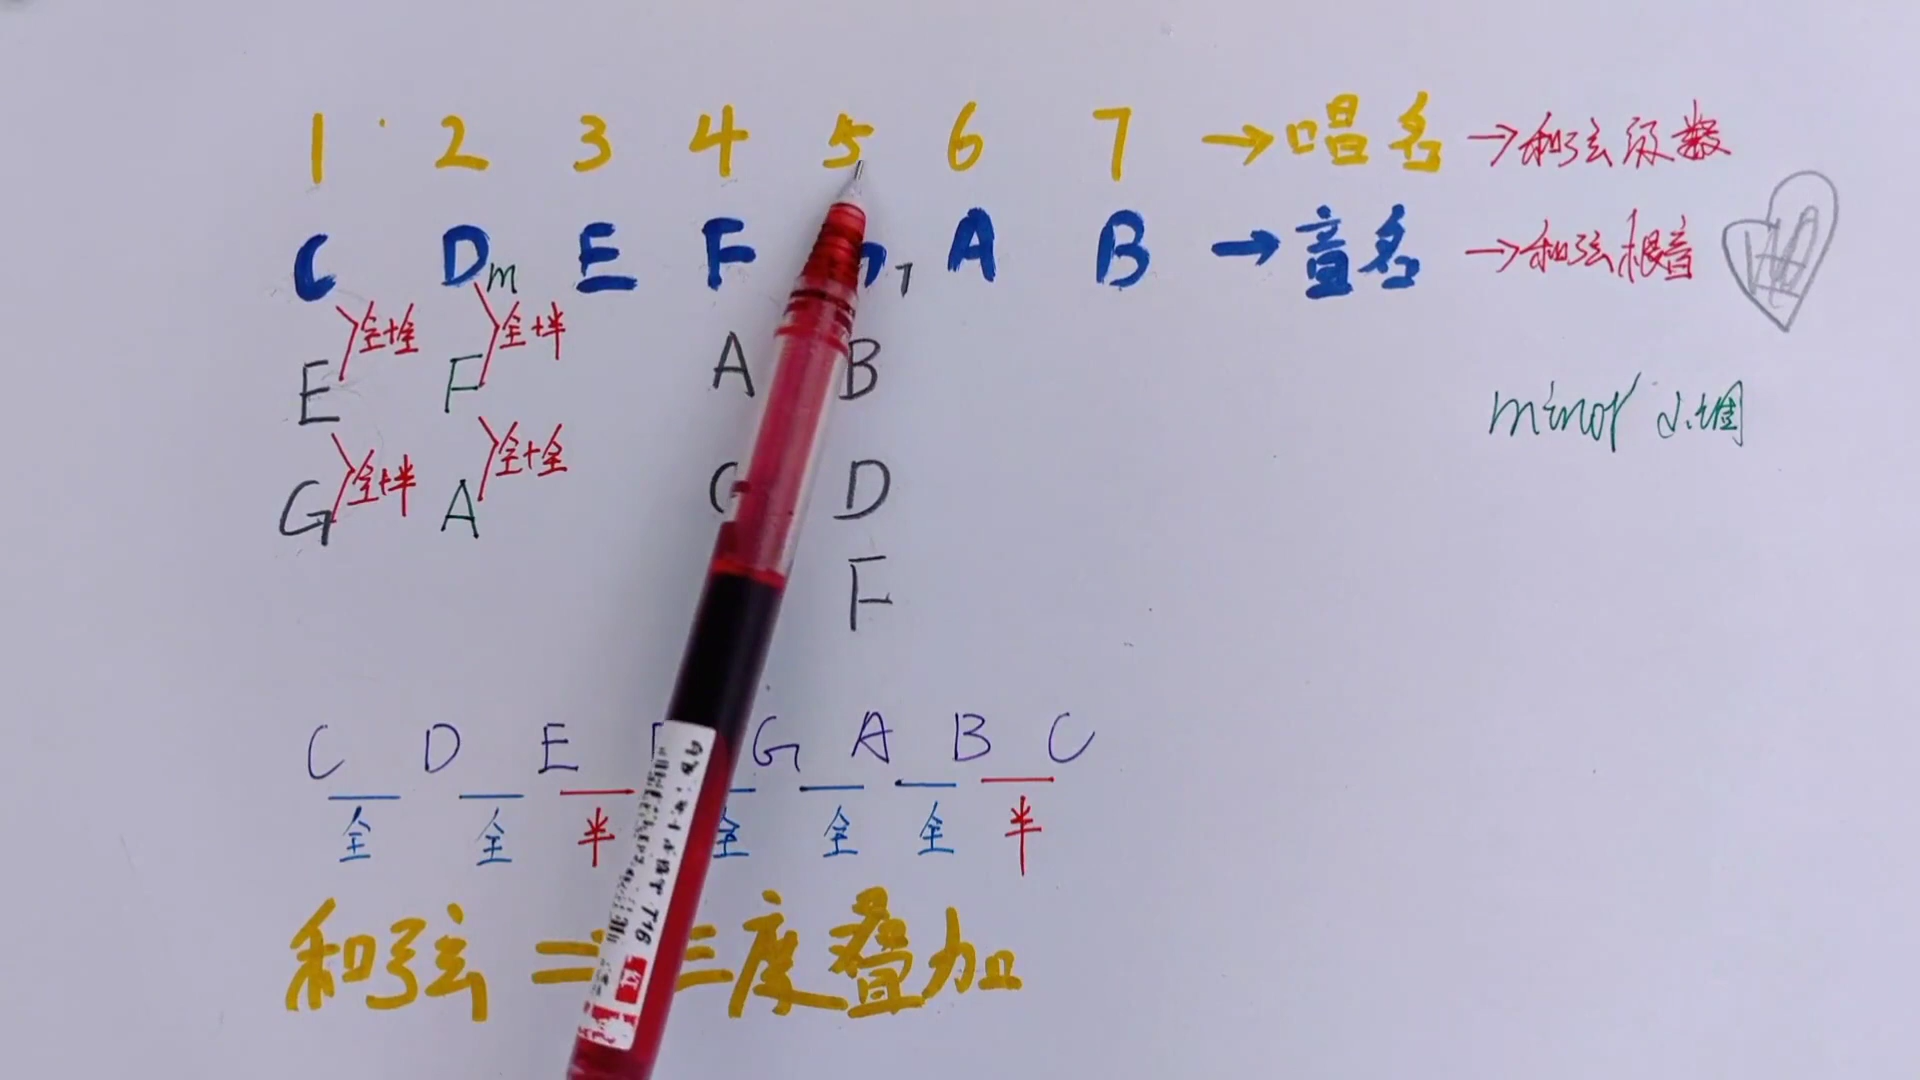 1 2 3 4 5 6 7 →唱名 →和弦级数
C Dm E F 7 A B →音名 →和弦根音
全+全 全+半
E F A B
minor 小调
全+半 全+全
G A D
F
C D E G A B C
全 全 半 全 全 全 半
和弦 = 三度叠加